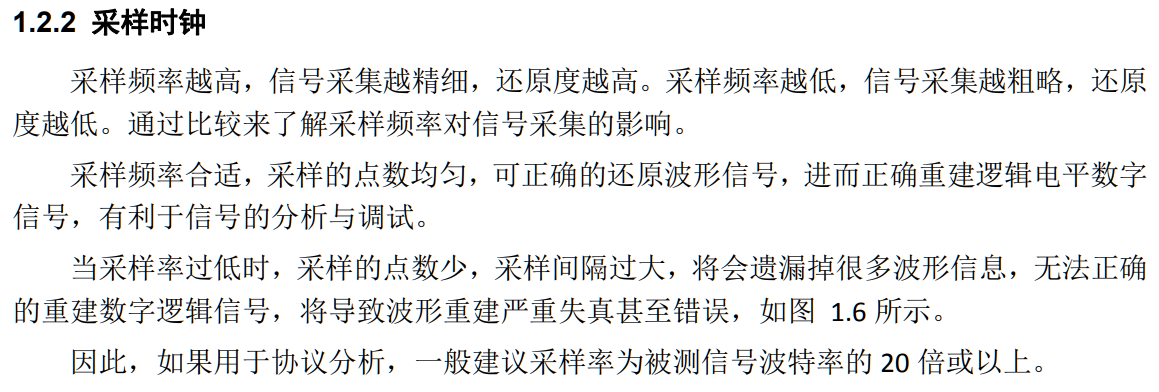 1.2.2 采样时钟
采样频率越高，信号采集越精细，还原度越高。采样频率越低，信号采集越粗略，还原
度越低。通过比较来了解采样频率对信号采集的影响。
采样频率合适，采样的点数均匀，可正确的还原波形信号，进而正确重建逻辑电平数字
信号，有利于信号的分析与调试。
当采样率过低时，采样的点数少，采样间隔过大，将会遗漏掉很多波形信息，无法正确
的重建数字逻辑信号，将导致波形重建严重失真甚至错误，如图 1.6 所示。
因此，如果用于协议分析，一般建议采样率为被测信号波特率的 20 倍或以上。